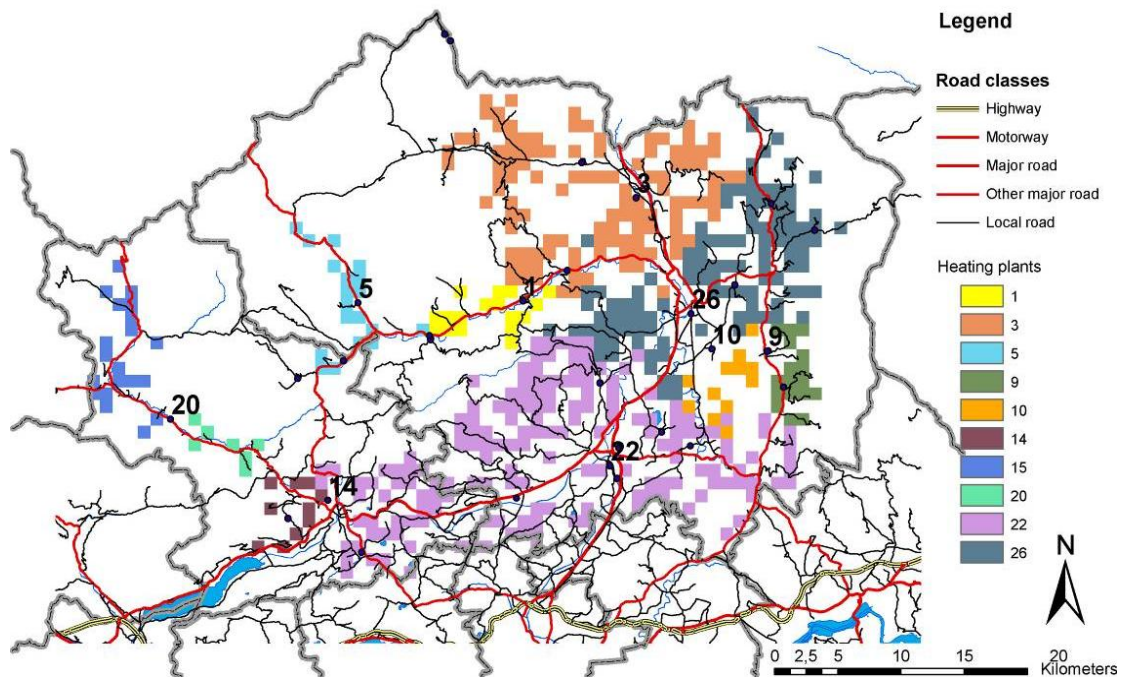 Legend
Road classes
Highway
Motorway
Major road
Other major road
Local road
Heating plants
1
3
5
9
10
14
15
20
22
26
3
5
1
26
10
9
20
22
14
N
0 2,5 5 10 15 20
Kilometers